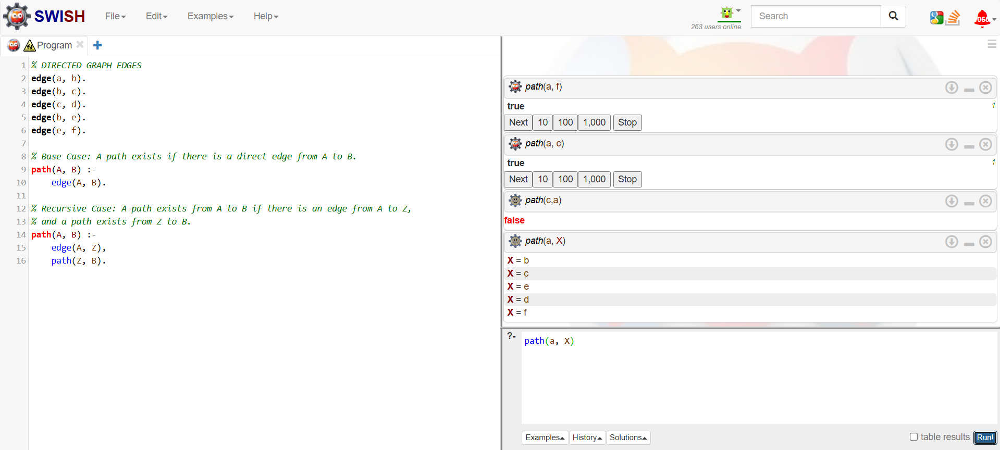 SWISH File Edit Examples Help 263 users online Search
Program
1 % DIRECTED GRAPH EDGES
2 edge(a, b).
3 edge(b, c).
4 edge(c, d).
5 edge(b, e).
6 edge(e, f).
7
8 % Base Case: A path exists if there is a direct edge from A to B.
9 path(A, B) :-
10 edge(A, B).
11
12 % Recursive Case: A path exists from A to B if there is an edge from A to Z,
13 % and a path exists from Z to B.
14 path(A, B) :-
15 edge(A, Z),
16 path(Z, B).
path(a, f)
true 1
Next 10 100 1,000 Stop
path(a, c)
true 1
Next 10 100 1,000 Stop
path(c,a)
false
path(a, X)
X = b
X = c
X = e
X = d
X = f
?- path(a, X)
Examples History Solutions table results Run!